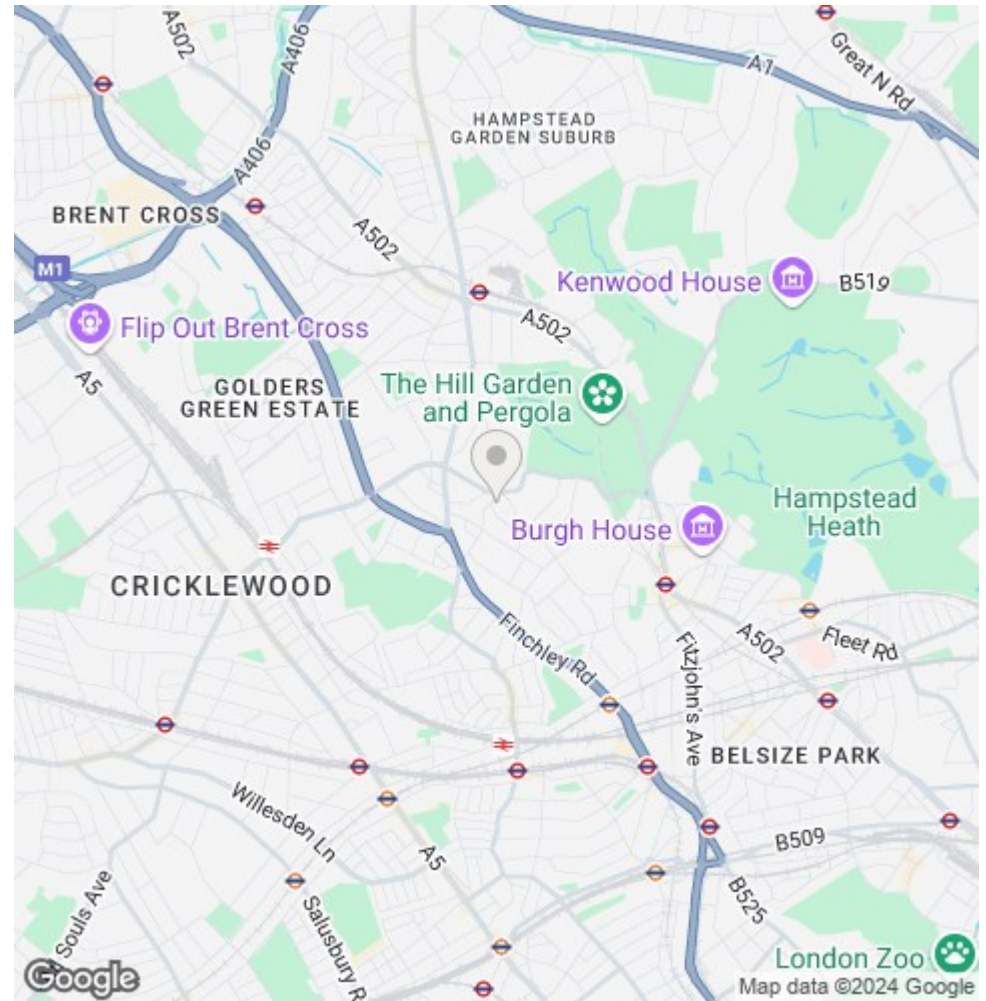 A502
A406
A1
Great N Rd
HAMPSTEAD
GARDEN SUBURB
A406
BRENT CROSS
A502
M1
Kenwood House
B519
Flip Out Brent Cross
A502
A5
GOLDERS
GREEN ESTATE
The Hill Garden
and Pergola
Hampstead
Heath
Burgh House
CRICKLEWOOD
Finchley Rd
A502
Fleet Rd
Fitzjohn's Ave
BELSIZE PARK
Willesden Ln
A5
B509
B525
Souls Ave
Salusbury R
London Zoo
Google
Map data ©2024 Google